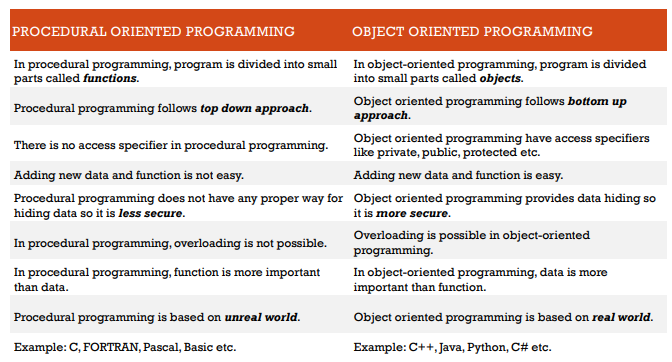 PROCEDURAL ORIENTED PROGRAMMING
OBJECT ORIENTED PROGRAMMING
In procedural programming, program is divided into small
parts called functions.
In object-oriented programming, program is divided
into small parts called objects.
Procedural programming follows top down approach.
Object oriented programming follows bottom up
approach.
There is no access specifier in procedural programming.
Object oriented programming have access specifiers
like private, public, protected etc.
Adding new data and function is not easy.
Adding new data and function is easy.
Procedural programming does not have any proper way for
hiding data so it is less secure.
Object oriented programming provides data hiding so
it is more secure.
In procedural programming, overloading is not possible.
Overloading is possible in object-oriented
programming.
In procedural programming, function is more important
than data.
In object-oriented programming, data is more
important than function.
Procedural programming is based on unreal world.
Object oriented programming is based on real world.
Example: C, FORTRAN, Pascal, Basic etc.
Example: C++, Java, Python, C# etc.